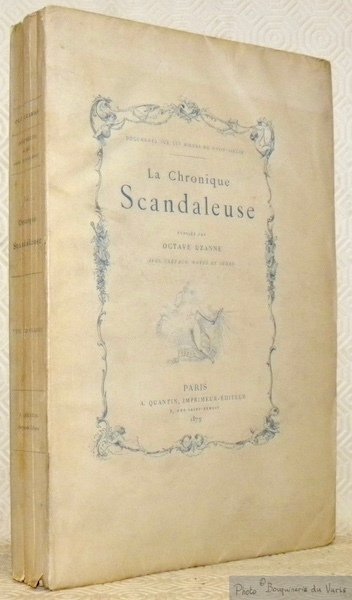 DOCUMENTS SUR LES MŒURS DU XVIIIe SIÈCLE
La Chronique
Scandaleuse
PUBLIÉE PAR
OCTAVE UZANNE
AVEC PRÉFACE, NOTES ET INDEX
PARIS
A. QUANTIN, IMPRIMEUR-ÉDITEUR
7, RUE SAINT-BENOIT
1879
Chronique
Scandaleuse
Photo © Bouquinerie du Varis